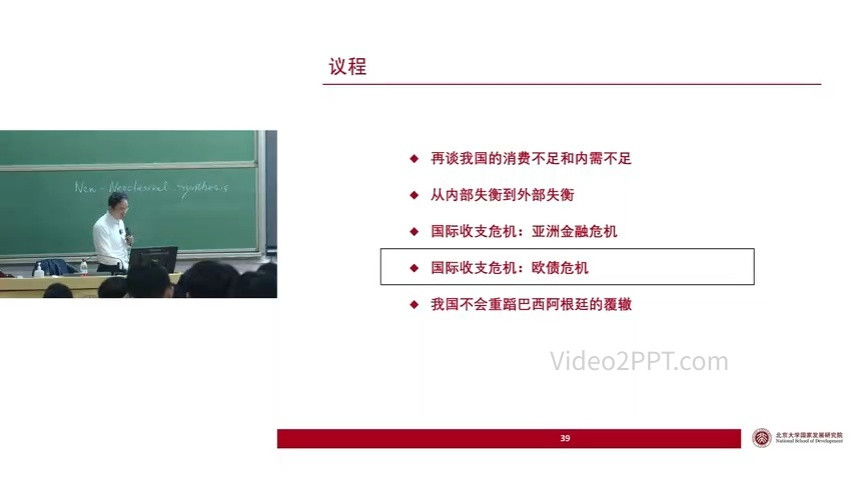 议程
New-Neoclassical Synthesis
再谈我国的消费不足和内需不足
从内部失衡到外部失衡
国际收支危机：亚洲金融危机
国际收支危机：欧债危机
我国不会重蹈巴西阿根廷的覆辙
Video2PPT.com
39
北京大学国家发展研究院
National School of Development